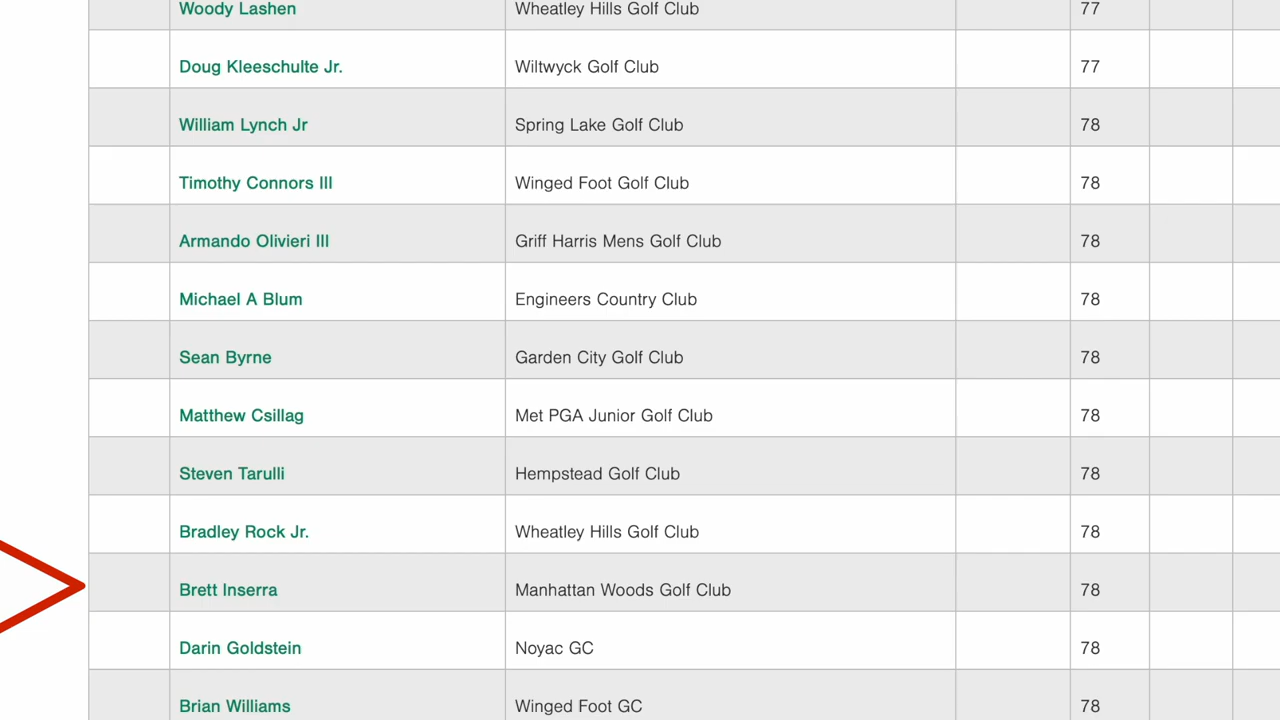 Woody Lashen Wheatley Hills Golf Club 77
Doug Kleeschulte Jr. Wiltwyck Golf Club 77
William Lynch Jr Spring Lake Golf Club 78
Timothy Connors III Winged Foot Golf Club 78
Armando Olivieri III Griff Harris Mens Golf Club 78
Michael A Blum Engineers Country Club 78
Sean Byrne Garden City Golf Club 78
Matthew Csillag Met PGA Junior Golf Club 78
Steven Tarulli Hempstead Golf Club 78
Bradley Rock Jr. Wheatley Hills Golf Club 78
Brett Inserra Manhattan Woods Golf Club 78
Darin Goldstein Noyac GC 78
Brian Williams Winged Foot GC 78